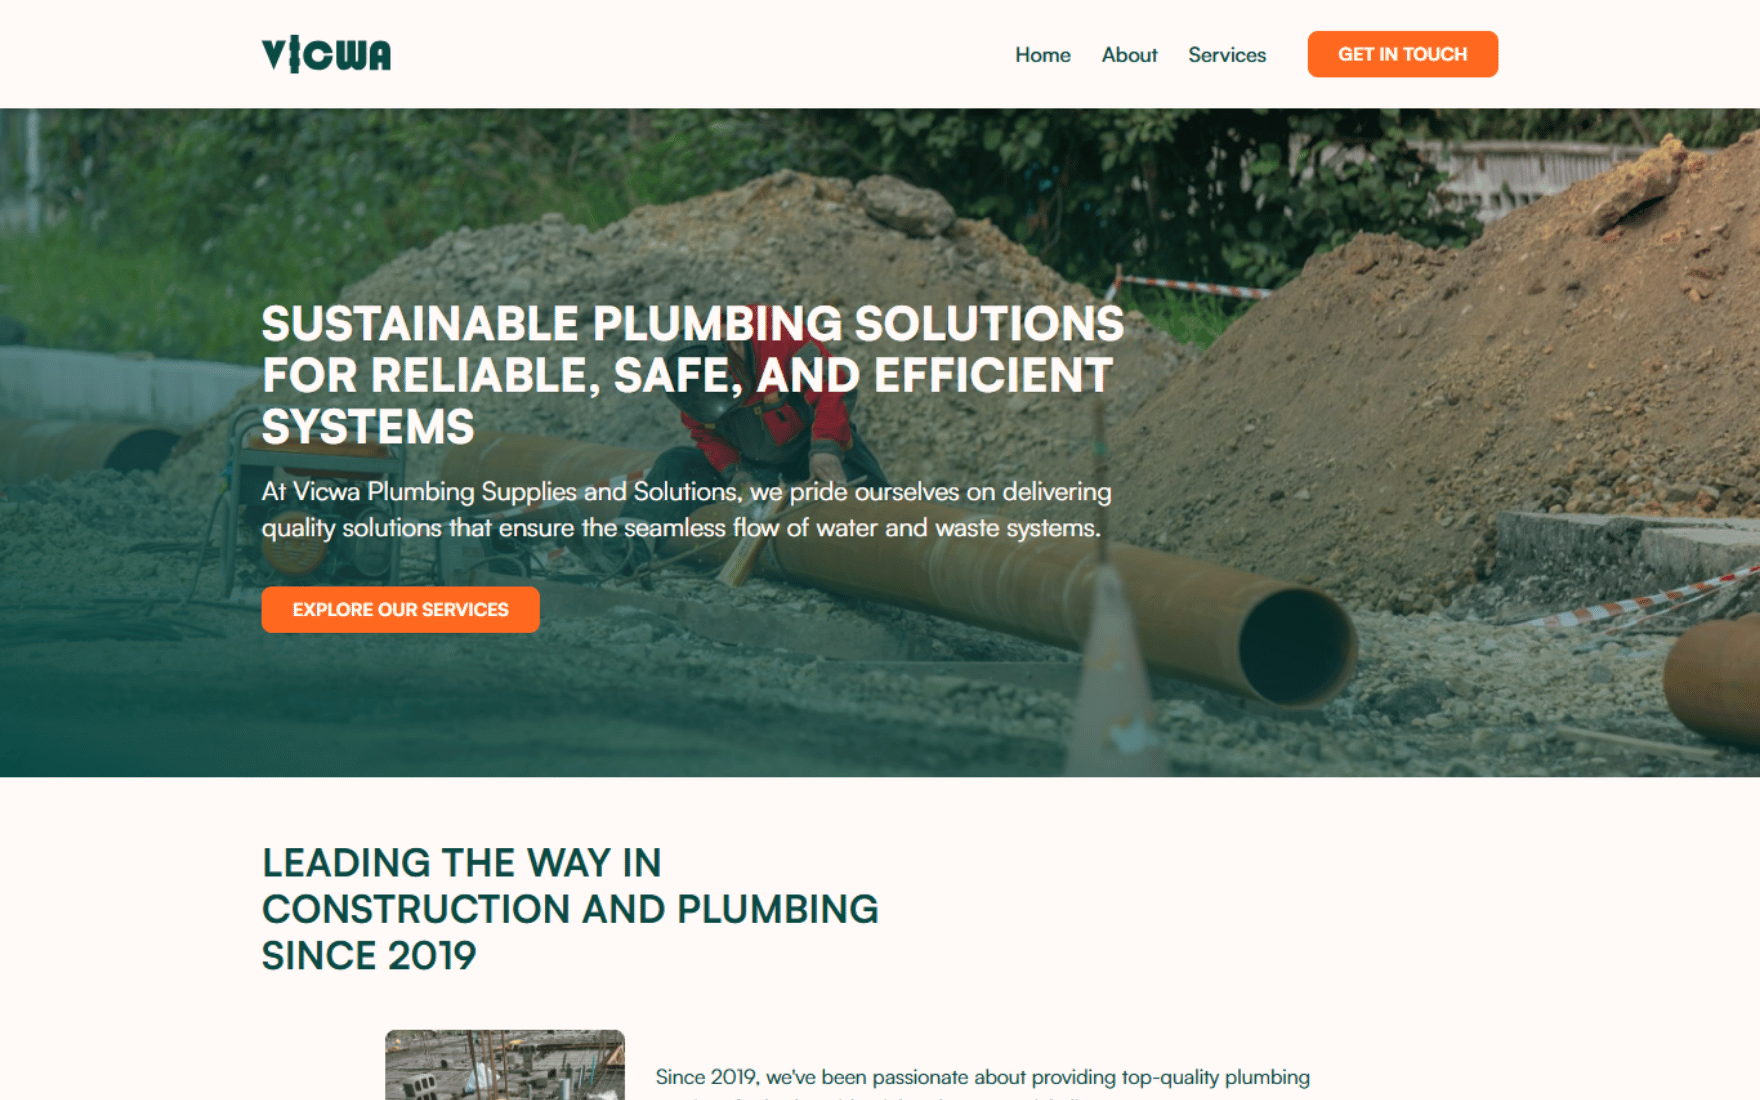 VICWA
Home About Services GET IN TOUCH
SUSTAINABLE PLUMBING SOLUTIONS
FOR RELIABLE, SAFE, AND EFFICIENT
SYSTEMS
At Vicwa Plumbing Supplies and Solutions, we pride ourselves on delivering
quality solutions that ensure the seamless flow of water and waste systems.
EXPLORE OUR SERVICES
LEADING THE WAY IN
CONSTRUCTION AND PLUMBING
SINCE 2019
Since 2019, we've been passionate about providing top-quality plumbing